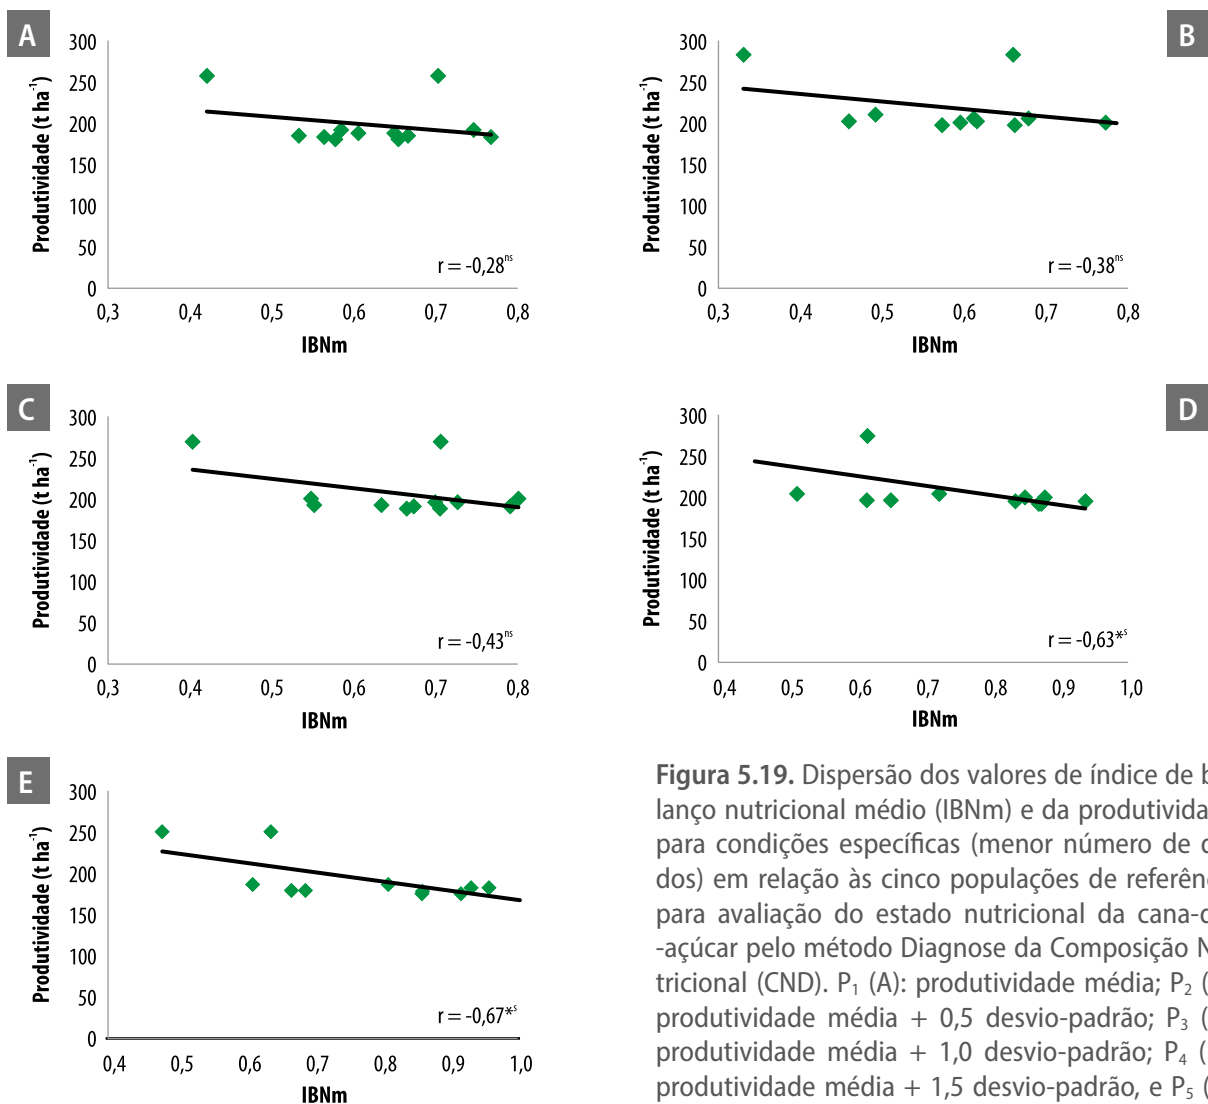 A
Produtividade (t ha⁻¹)
300
250
200
150
100
50
0
r = -0,28ns
0,3 0,4 0,5 0,6 0,7 0,8
IBNm
B
Produtividade (t ha⁻¹)
300
250
200
150
100
50
0
r = -0,38ns
0,3 0,4 0,5 0,6 0,7 0,8
IBNm
C
Produtividade (t ha⁻¹)
300
250
200
150
100
50
0
r = -0,43ns
0,3 0,4 0,5 0,6 0,7 0,8
IBNm
D
Produtividade (t ha⁻¹)
300
250
200
150
100
50
0
r = -0,63*s
0,4 0,5 0,6 0,7 0,8 0,9 1,0
IBNm
E
Produtividade (t ha⁻¹)
300
250
200
150
100
50
0
r = -0,67*s
0,4 0,5 0,6 0,7 0,8 0,9 1,0
IBNm
Figura 5.19. Dispersão dos valores de índice de b
lanço nutricional médio (IBNm) e da produtivida
para condições específicas (menor número de
dos) em relação às cinco populações de referên
para avaliação do estado nutricional da cana-
-açúcar pelo método Diagnose da Composição N
tricional (CND). P₁ (A): produtividade média; P₂ (
produtividade média + 0,5 desvio-padrão; P₃ (
produtividade média + 1,0 desvio-padrão; P₄ (
produtividade média + 1,5 desvio-padrão, e P₅ (